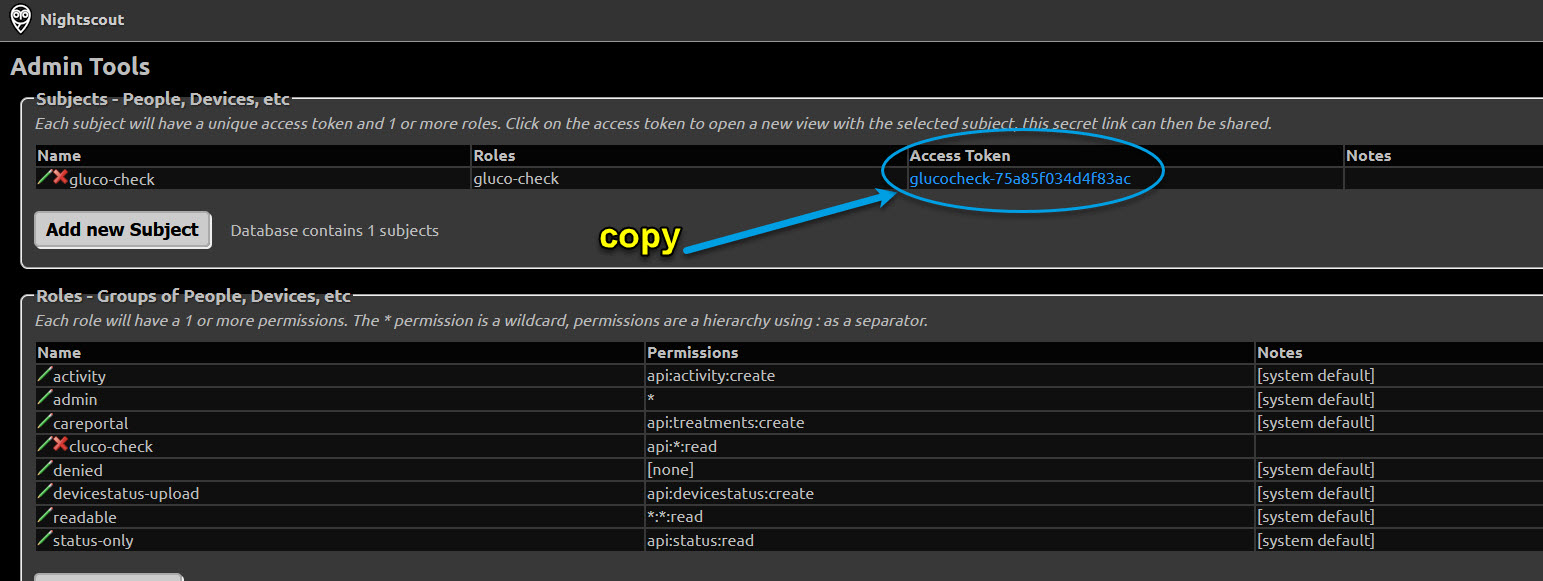 Nightscout
Admin Tools
Subjects - People, Devices, etc
Each subject will have a unique access token and 1 or more roles. Click on the access token to open a new view with the selected subject, this secret link can then be shared.
Name Roles Access Token Notes
gluco-check gluco-check glucocheck-75a85f034d4f83ac
Add new Subject Database contains 1 subjects
copy
Roles - Groups of People, Devices, etc
Each role will have a 1 or more permissions. The * permission is a wildcard, permissions are a hierarchy using : as a separator.
Name Permissions Notes
activity api:activity:create [system default]
admin * [system default]
careportal api:treatments:create [system default]
cluco-check api:*:read
denied [none] [system default]
devicestatus-upload api:devicestatus:create [system default]
readable *:*:read [system default]
status-only api:status:read [system default]